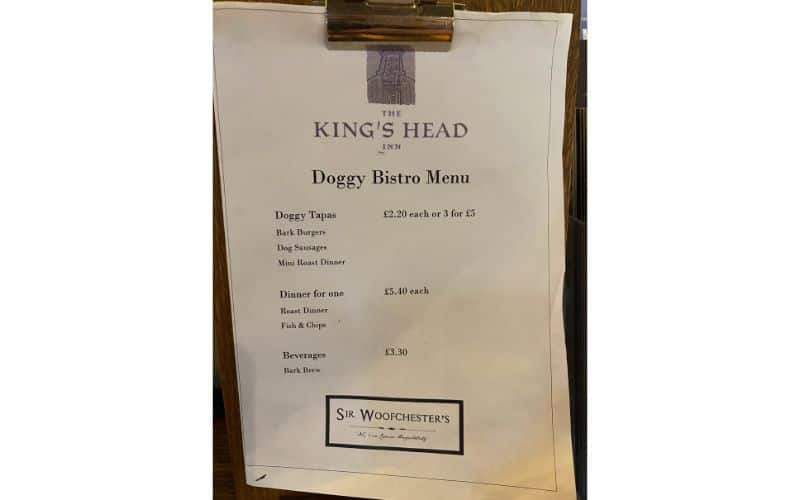 THE
KING'S HEAD
INN
Doggy Bistro Menu
Doggy Tapas £2.20 each or 3 for £5
Bark Burgers
Dog Sausages
Mini Roast Dinner
Dinner for one £5.40 each
Roast Dinner
Fish & Chips
Beverages £3.30
Bark Brew
SIR WOOFCHESTER'S